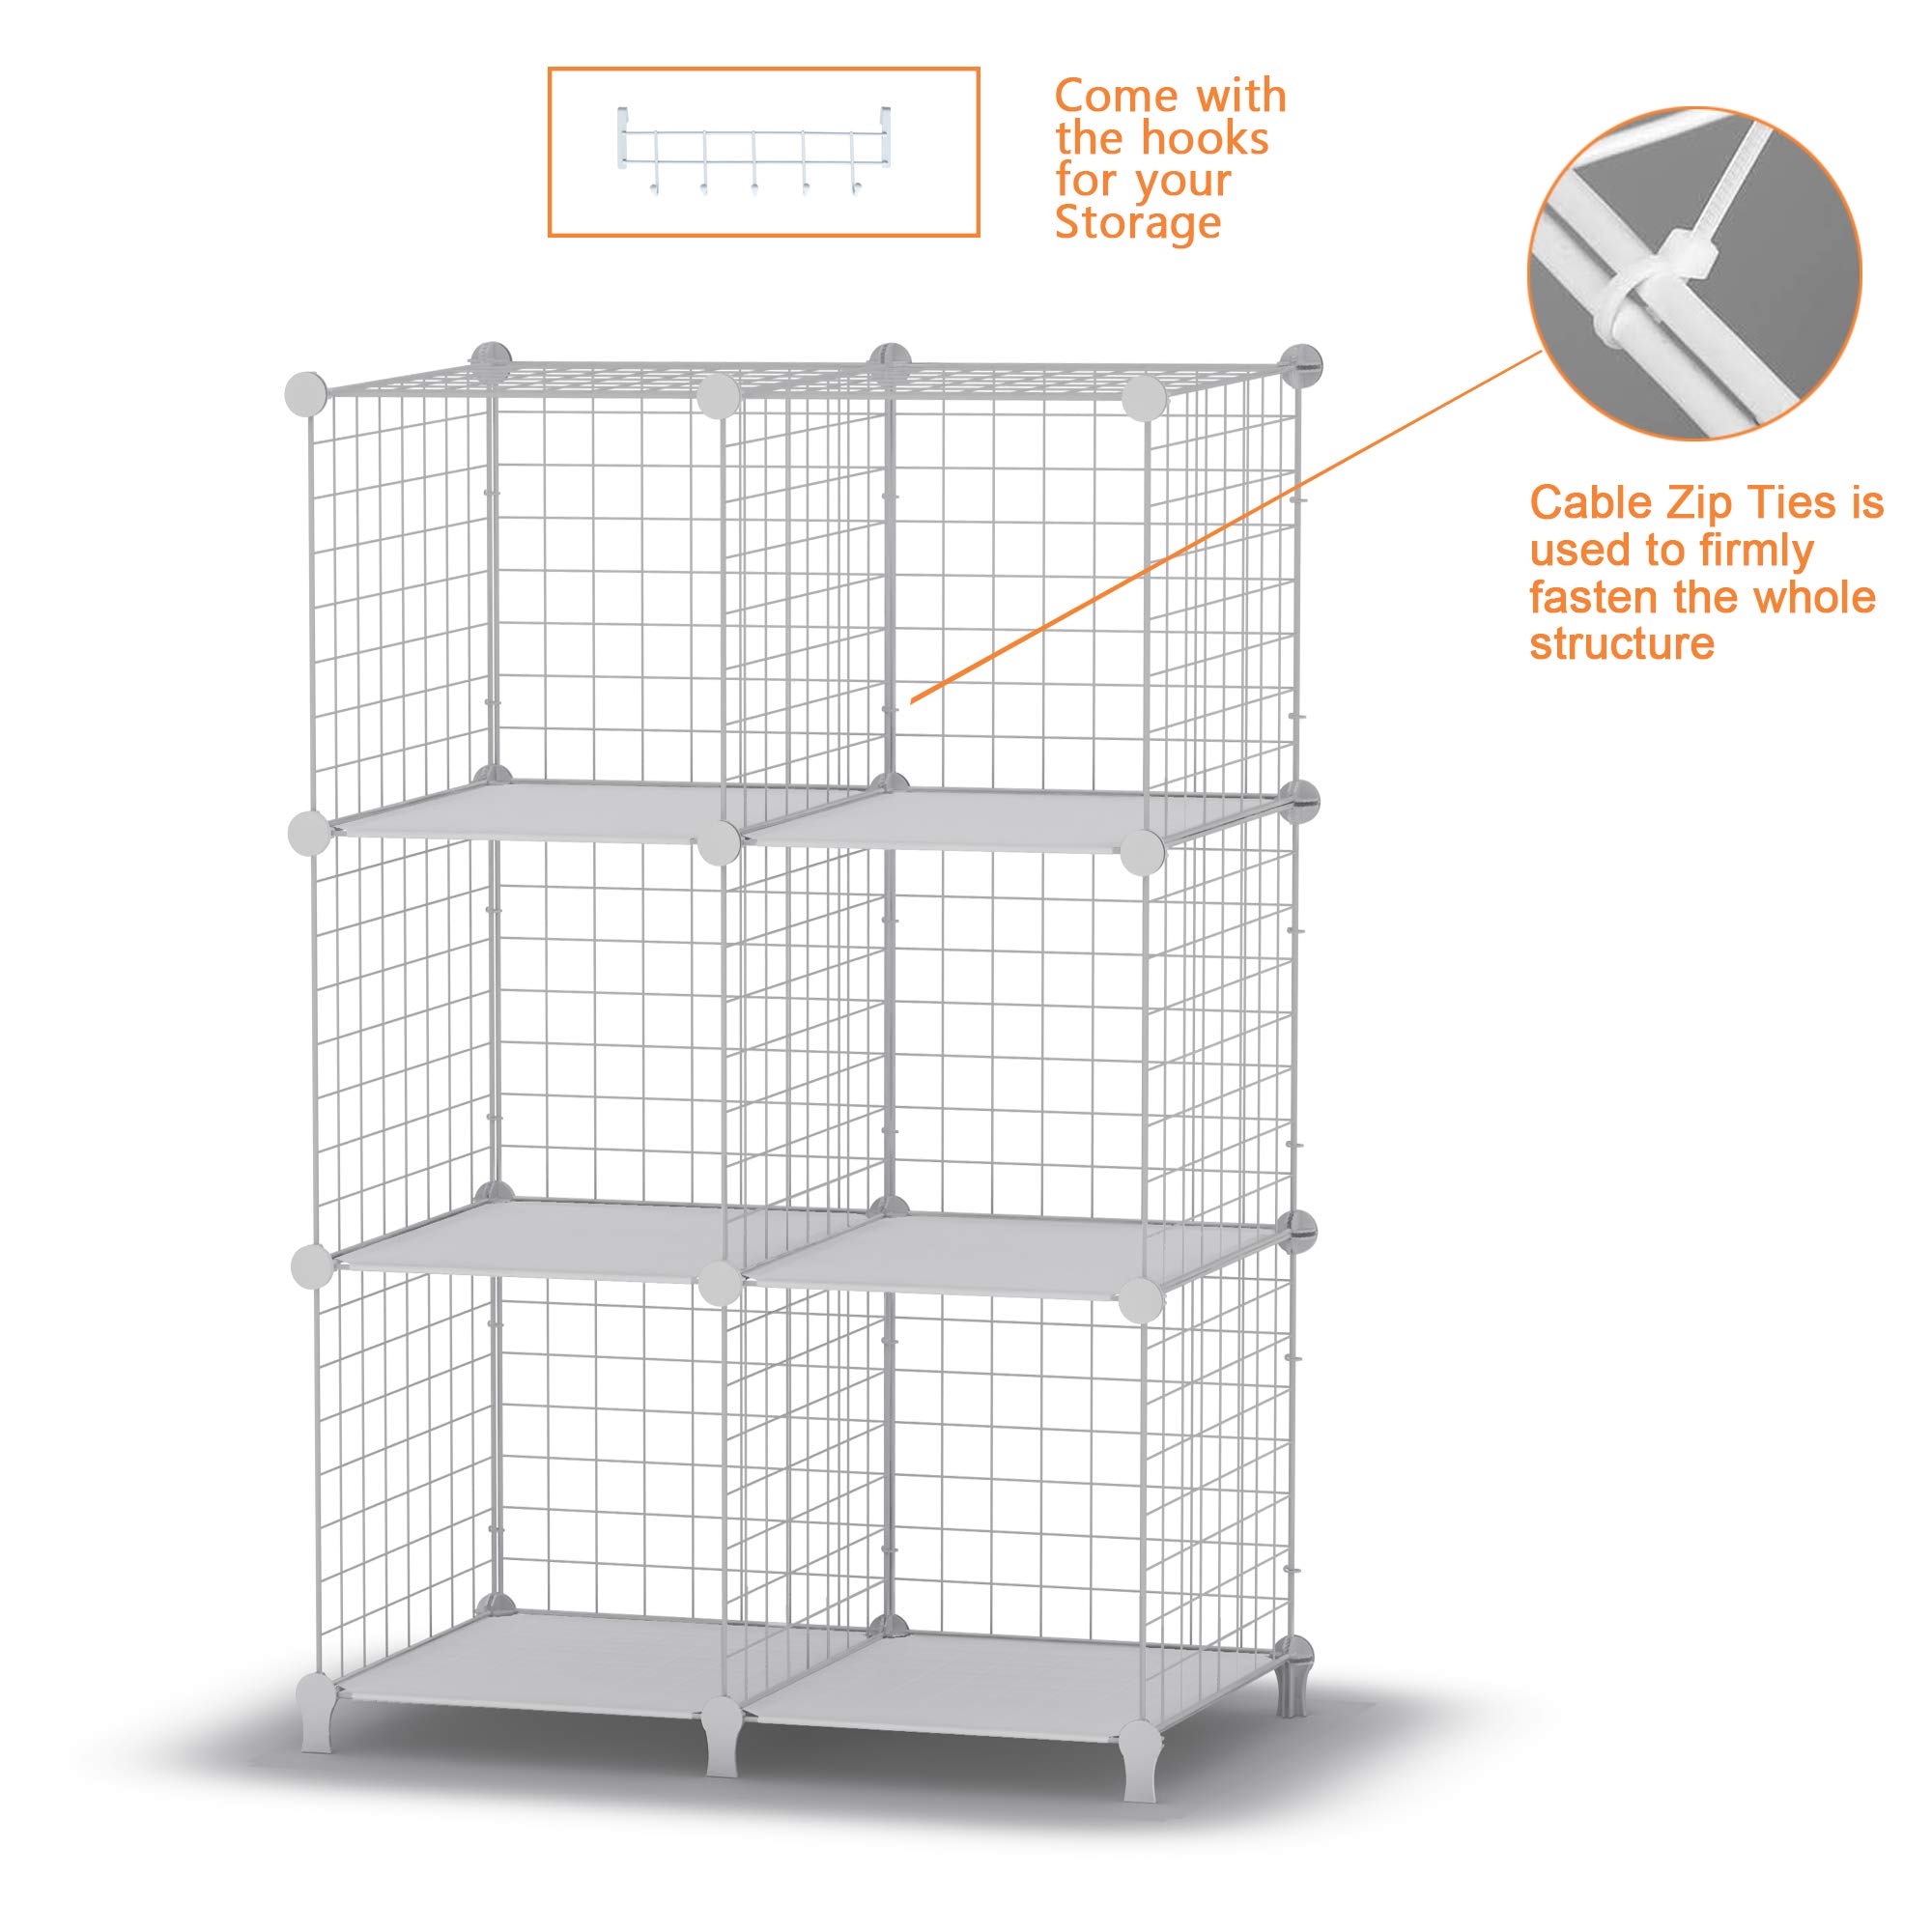 Come with
the hooks
for your
Storage
Cable Zip Ties is
used to firmly
fasten the whole
structure